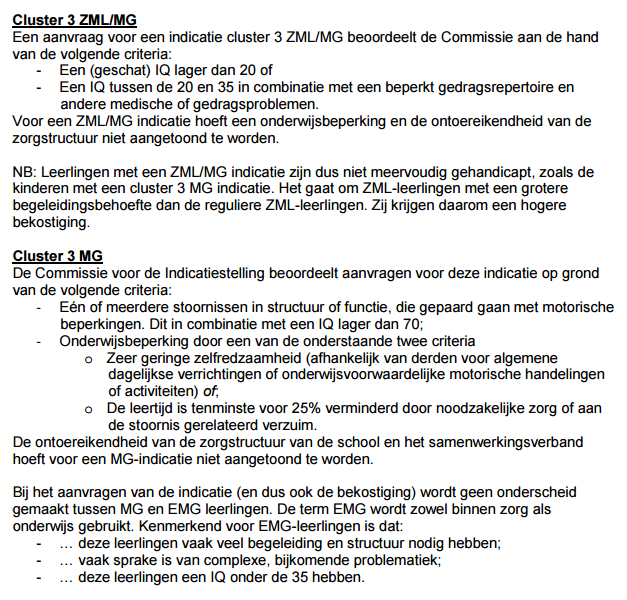 Cluster 3 ZML/MG
Een aanvraag voor een indicatie cluster 3 ZML/MG beoordeelt de Commissie aan de hand
van de volgende criteria:
- Een (geschat) IQ lager dan 20 of
- Een IQ tussen de 20 en 35 in combinatie met een beperkt gedragsrepertoire en
andere medische of gedragsproblemen.
Voor een ZML/MG indicatie hoeft een onderwijsbeperking en de ontoereikendheid van de
zorgstructuur niet aangetoond te worden.
NB: Leerlingen met een ZML/MG indicatie zijn dus niet meervoudig gehandicapt, zoals de
kinderen met een cluster 3 MG indicatie. Het gaat om ZML-leerlingen met een grotere
begeleidingsbehoefte dan de reguliere ZML-leerlingen. Zij krijgen daarom een hogere
bekostiging.
Cluster 3 MG
De Commissie voor de Indicatiestelling beoordeelt aanvragen voor deze indicatie op grond
van de volgende criteria:
- Eén of meerdere stoornissen in structuur of functie, die gepaard gaan met motorische
beperkingen. Dit in combinatie met een IQ lager dan 70;
- Onderwijsbeperking door een van de onderstaande twee criteria
o Zeer geringe zelfredzaamheid (afhankelijk van derden voor algemene
dagelijkse verrichtingen of onderwijsvoorwaardelijke motorische handelingen
of activiteiten) of;
o De leertijd is tenminste voor 25% verminderd door noodzakelijke zorg of aan
de stoornis gerelateerd verzuim.
De ontoereikendheid van de zorgstructuur van de school en het samenwerkingsverband
hoeft voor een MG-indicatie niet aangetoond te worden.
Bij het aanvragen van de indicatie (en dus ook de bekostiging) wordt geen onderscheid
gemaakt tussen MG en EMG leerlingen. De term EMG wordt zowel binnen zorg als
onderwijs gebruikt. Kenmerkend voor EMG-leerlingen is dat:
- … deze leerlingen vaak veel begeleiding en structuur nodig hebben;
- … vaak sprake is van complexe, bijkomende problematiek;
- … deze leerlingen een IQ onder de 35 hebben.